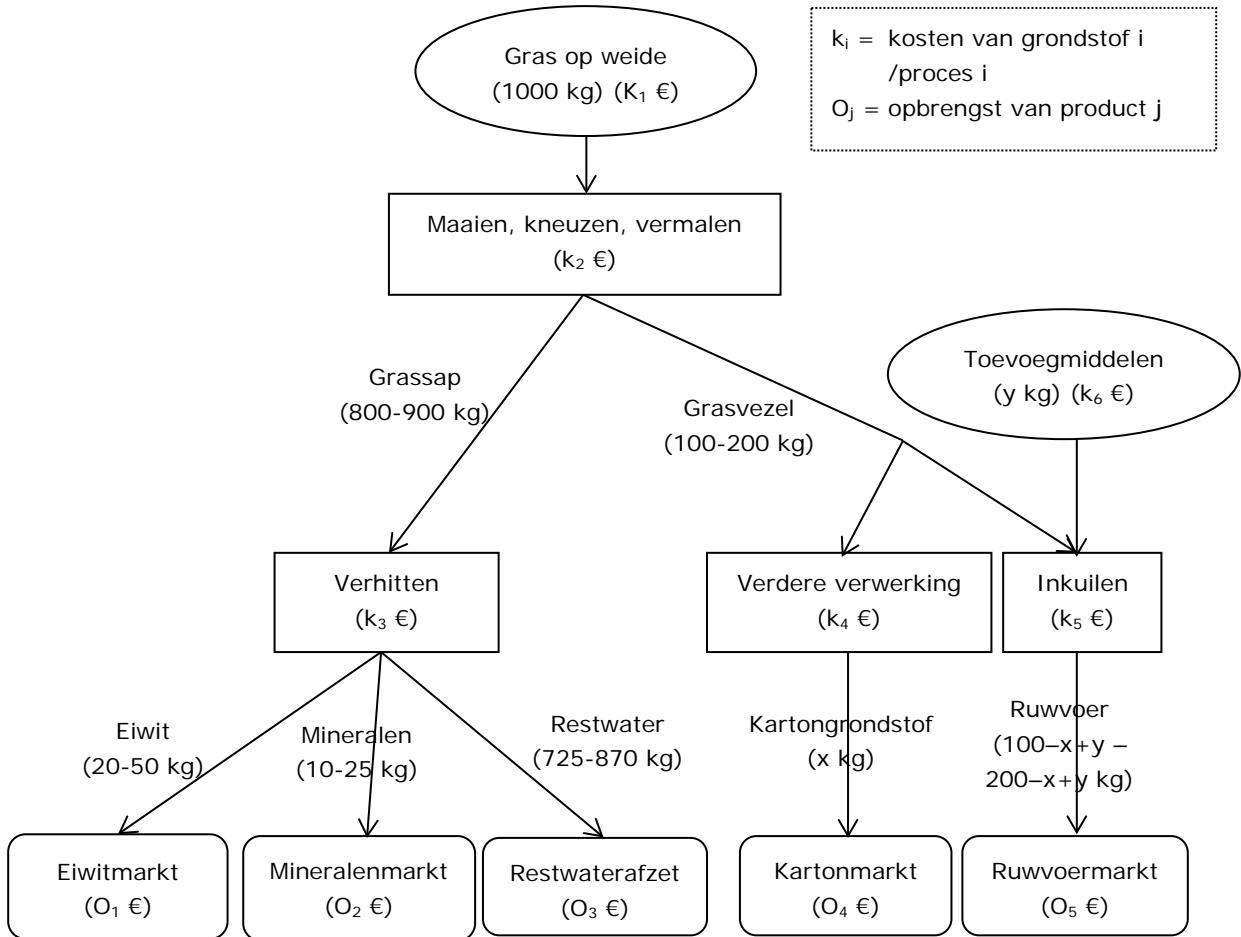 Gras op weide
(1000 kg) (K₁ €)
kᵢ = kosten van grondstof i
/proces i
Oⱼ = opbrengst van product j
Maaien, kneuzen, vermalen
(k₂ €)
Grassap
(800-900 kg)
Grasvezel
(100-200 kg)
Toevoegmiddelen
(y kg) (k₆ €)
Verhitten
(k₃ €)
Verdere verwerking
(k₄ €)
Inkuilen
(k₅ €)
Eiwit
(20-50 kg)
Mineralen
(10-25 kg)
Restwater
(725-870 kg)
Kartongrondstof
(x kg)
Ruwvoer
(100–x+y –
200–x+y kg)
Eiwitmarkt
(O₁ €)
Mineralenmarkt
(O₂ €)
Restwaterafzet
(O₃ €)
Kartonmarkt
(O₄ €)
Ruwvoermarkt
(O₅ €)